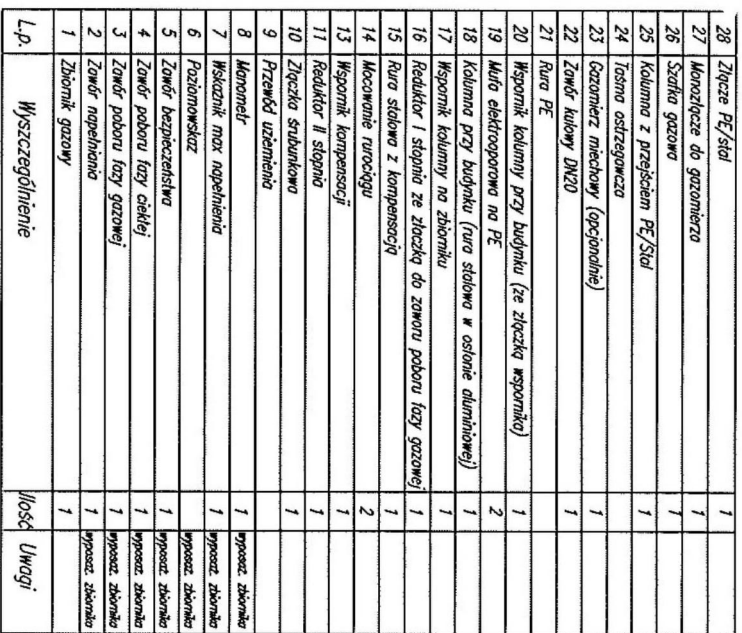 28 Złącze PE/stal 1
27 Monozłącze do gazomierza 1
26 Szafka gazowa 1
25 Kolumna z przejściem PE/Stal 1
24 Taśma ostrzegawcza
23 Gazomierz miechowy (opcjonalnie) 1
22 Zawór kulowy DN20 1
21 Rura PE
20 Wspornik kolumny przy budynku (ze złączką wspornika) 1
19 Mufa elektrooporowa na PE 2
18 Kolumna przy budynku (rura stalowa w osłonie aluminiowej) 1
17 Wspornik kolumny na zbiorniku 1
16 Reduktor I stopnia ze złączką do zaworu poboru fazy gazowej 1
15 Rura stalowa z kompensacją 1
14 Mocowanie rurociągu 2
13 Wspornik kompensacji 1
11 Reduktor II stopnia 1
10 Złączka śrubunkowa 1
9 Przewód uziemienia
8 Manometr 1 wyposaż. zbiornika
7 Wskaźnik max napełnienia 1 wyposaż. zbiornika
6 Poziomowskaz wyposaż. zbiornika
5 Zawór bezpieczeństwa 1 wyposaż. zbiornika
4 Zawór poboru fazy ciekłej 1 wyposaż. zbiornika
3 Zawór poboru fazy gazowej 1 wyposaż. zbiornika
2 Zawór napełniania 1 wyposaż. zbiornika
1 Zbiornik gazowy 1
L.p. Wyszczególnienie Ilość Uwagi